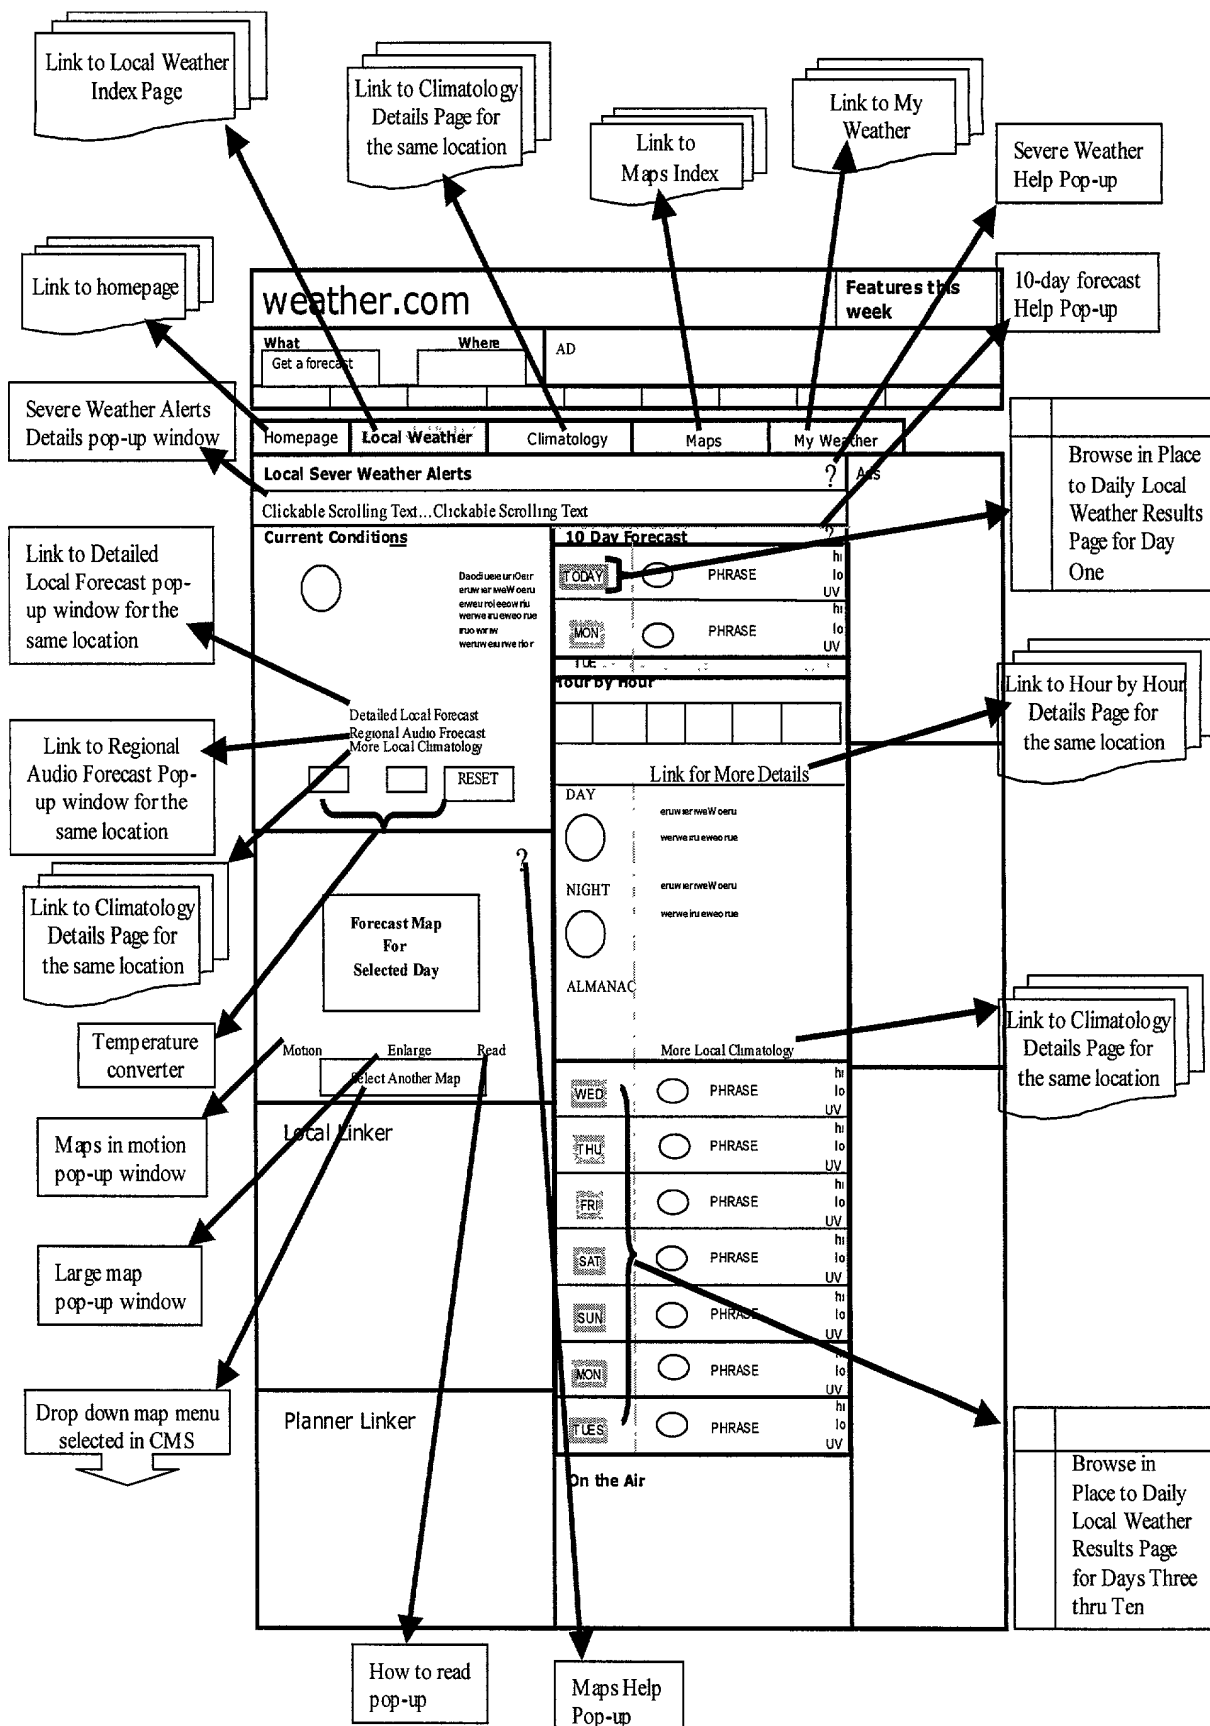 Link to Local Weather
Index Page
Link to Climatology
Details Page for
the same location
Link to
Maps Index
Link to My
Weather
Severe Weather
Help Pop-up
Link to homepage
10-day forecast
Help Pop-up
weather.com
Features this
week
What
Where
AD
Get a forecast
Severe Weather Alerts
Details pop-up window
Homepage
Local Weather
Climatology
Maps
My Weather
Local Sever Weather Alerts
?
Ads
Clickable Scrolling Text...Clickable Scrolling Text
Browse in Place
to Daily Local
Weather Results
Page for Day
One
Current Conditions
10 Day Forecast
?
TODAY
PHRASE
hi
lo
UV
MON
PHRASE
hi
lo
UV
TUE
Hour by Hour
Link to Detailed
Local Forecast pop-
up window for the
same location
Detailed Local Forecast
Regional Audio Froecast
More Local Climatology
RESET
Link to Regional
Audio Forecast Pop-
up window for the
same location
Link to Hour by Hour
Details Page for
the same location
Link for More Details
DAY
NIGHT
ALMANAC
More Local Climatology
?
Link to Climatology
Details Page for
the same location
Forecast Map
For
Selected Day
Link to Climatology
Details Page for
the same location
Temperature
converter
Motion
Enlarge
Read
Select Another Map
Maps in motion
pop-up window
Local Linker
Large map
pop-up window
WED
PHRASE
hi
lo
UV
THU
PHRASE
hi
lo
UV
FRI
PHRASE
hi
lo
UV
SAT
PHRASE
hi
lo
UV
SUN
PHRASE
hi
lo
UV
MON
PHRASE
hi
lo
UV
TUES
PHRASE
hi
lo
UV
Drop down map menu
selected in CMS
Planner Linker
On the Air
Browse in
Place to Daily
Local Weather
Results Page
for Days Three
thru Ten
How to read
pop-up
Maps Help
Pop-up